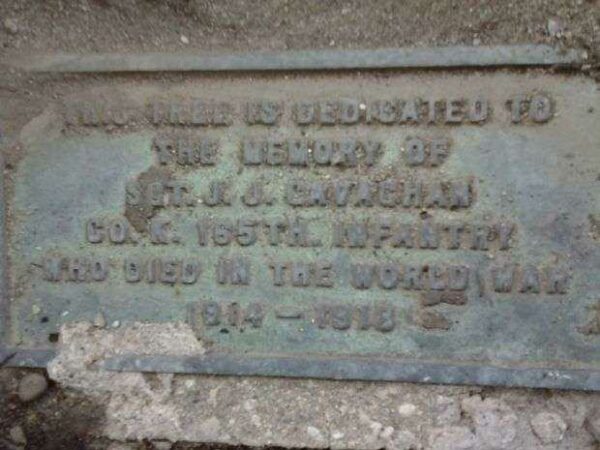 THIS TREE IS DEDICATED TO
THE MEMORY OF
SGT. J. J. CAVAGHAN
CO. K. 165TH. INFANTRY
WHO DIED IN THE WORLD WAR
1914 - 1918